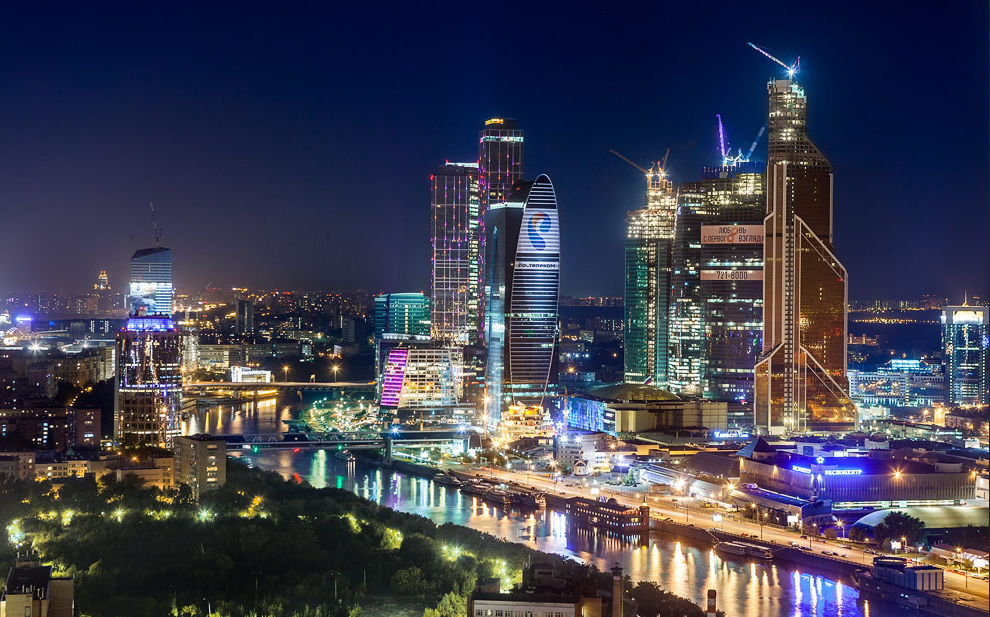 Ростелеком
ЛЮБОВЬ
С ПЕРВОГО ВЗГЛЯДА
721-8000
ЭКСПОЦЕНТР